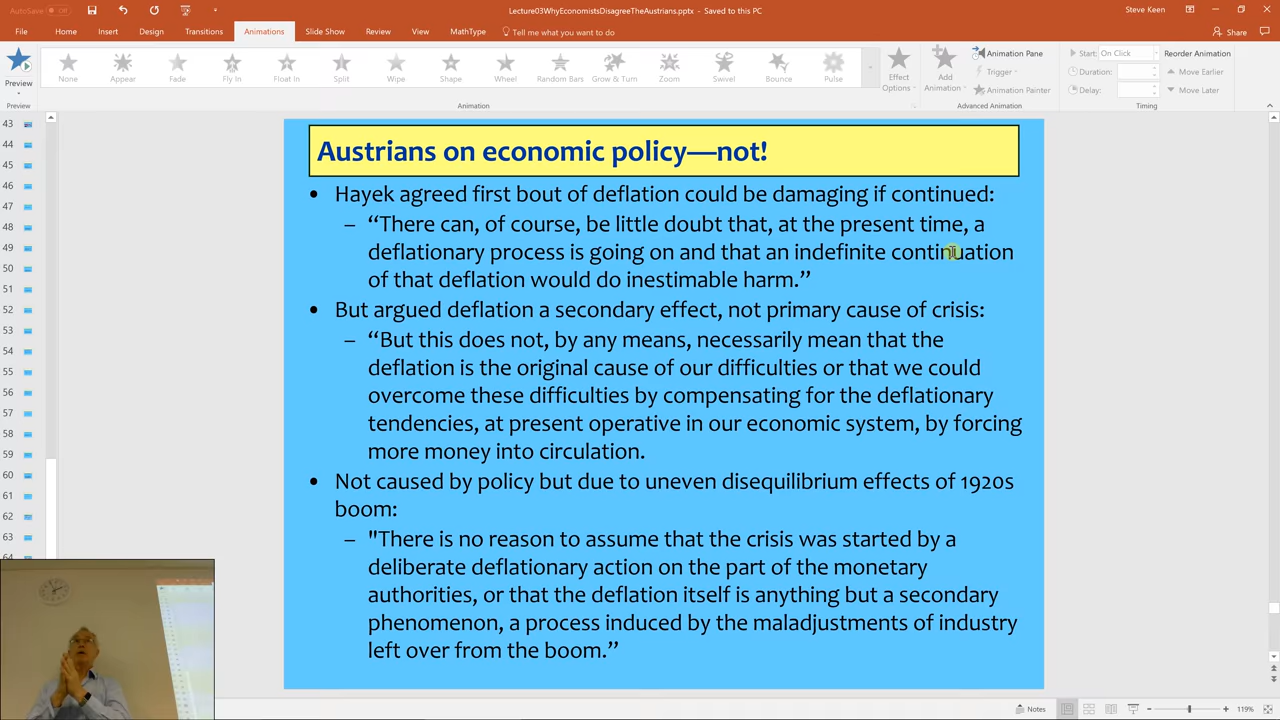 AutoSave
Off
Lecture03WhyEconomistsDisagreeTheAustrians.pptx – Saved to this PC
Steve Keen
File
Home
Insert
Design
Transitions
Animations
Slide Show
Review
View
MathType
Tell me what you want to do
Share
Preview
None
Appear
Fade
Fly In
Float In
Split
Wipe
Shape
Wheel
Random Bars
Grow & Turn
Zoom
Swivel
Bounce
Pulse
Effect
Options
Add
Animation
Animation Pane
Trigger
Animation Painter
Start: On Click
Duration:
Delay:
Reorder Animation
Move Earlier
Move Later
Preview
Animation
Advanced Animation
Timing
43
44
45
46
47
48
49
50
51
52
53
54
55
56
57
58
59
60
61
62
63
64
Austrians on economic policy—not!
• Hayek agreed first bout of deflation could be damaging if continued:
– “There can, of course, be little doubt that, at the present time, a
deflationary process is going on and that an indefinite continuation
of that deflation would do inestimable harm.”
• But argued deflation a secondary effect, not primary cause of crisis:
– “But this does not, by any means, necessarily mean that the
deflation is the original cause of our difficulties or that we could
overcome these difficulties by compensating for the deflationary
tendencies, at present operative in our economic system, by forcing
more money into circulation.
• Not caused by policy but due to uneven disequilibrium effects of 1920s
boom:
– "There is no reason to assume that the crisis was started by a
deliberate deflationary action on the part of the monetary
authorities, or that the deflation itself is anything but a secondary
phenomenon, a process induced by the maladjustments of industry
left over from the boom.”
Notes
119%